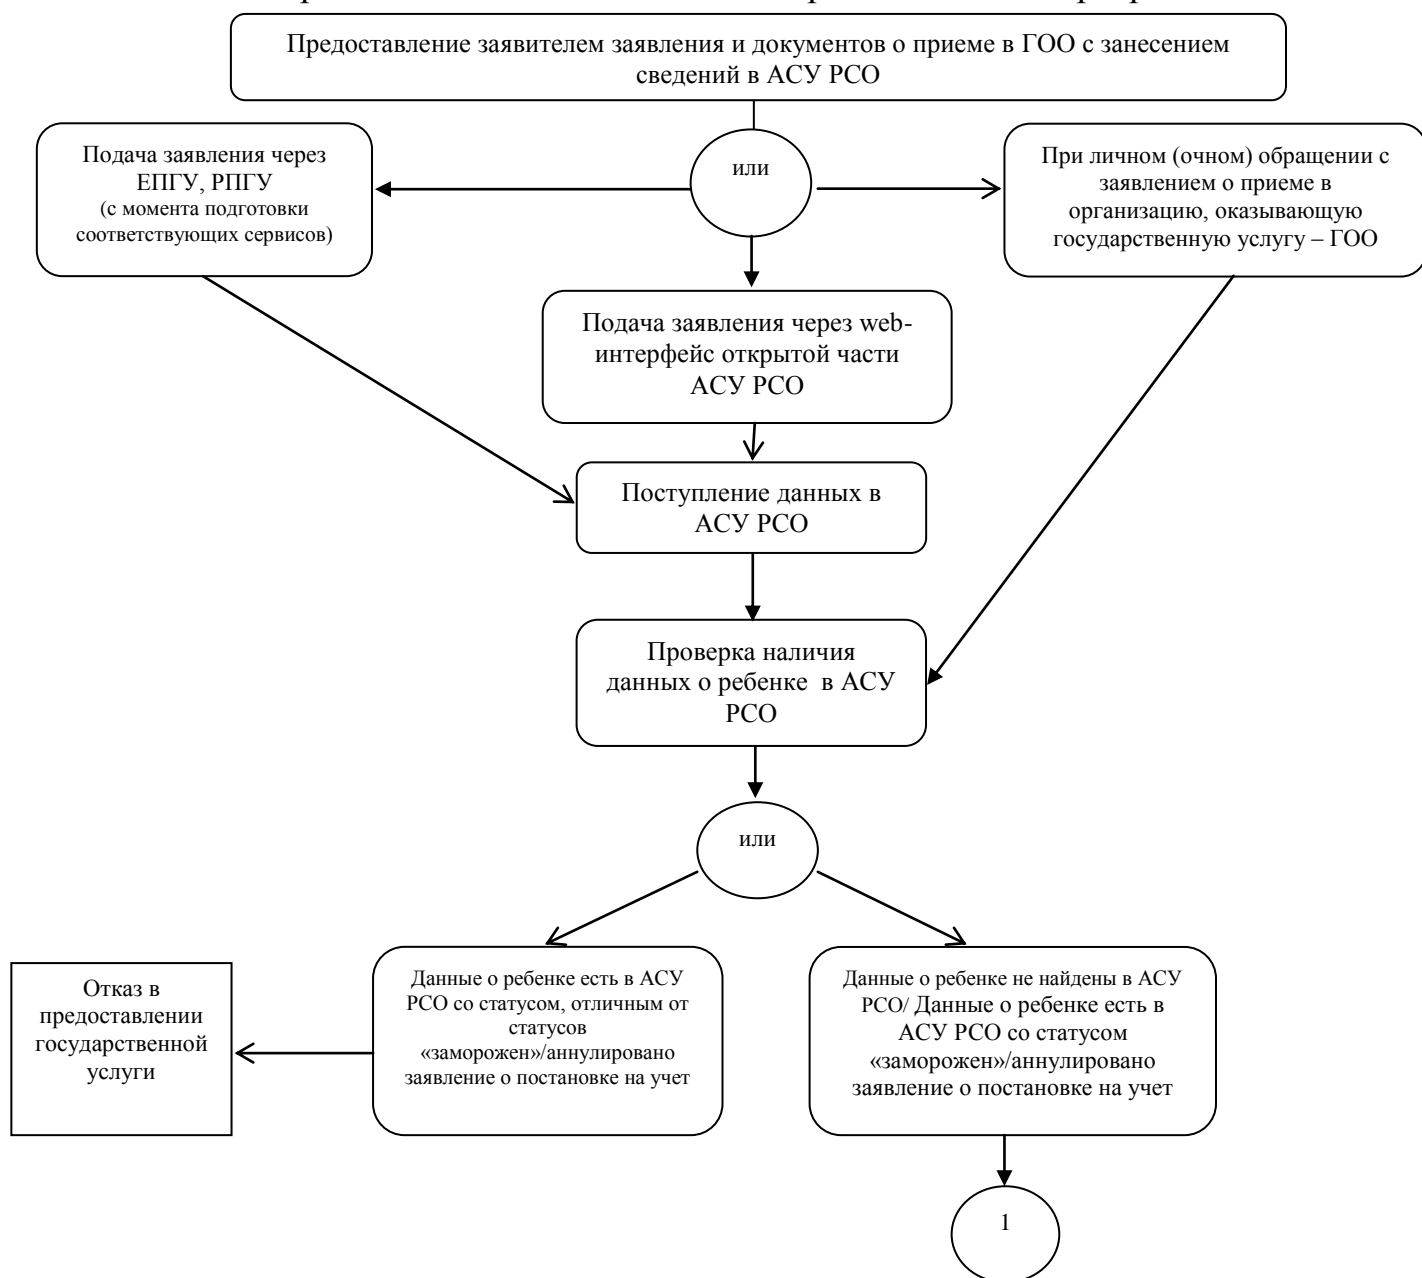 Предоставление заявителем заявления и документов о приеме в ГОО с занесением
сведений в АСУ РСО
Подача заявления через
ЕПГУ, РПГУ
(с момента подготовки
соответствующих сервисов)
или
При личном (очном) обращении с
заявлением о приеме в
организацию, оказывающую
государственную услугу – ГОО
Подача заявления через web-
интерфейс открытой части
АСУ РСО
Поступление данных в
АСУ РСО
Проверка наличия
данных о ребенке в АСУ
РСО
или
Отказ в
предоставлении
государственной
услуги
Данные о ребенке есть в АСУ
РСО со статусом, отличным от
статусов
«заморожен»/аннулировано
заявление о постановке на учет
Данные о ребенке не найдены в АСУ
РСО/ Данные о ребенке есть в
АСУ РСО со статусом
«заморожен»/аннулировано
заявление о постановке на учет
1